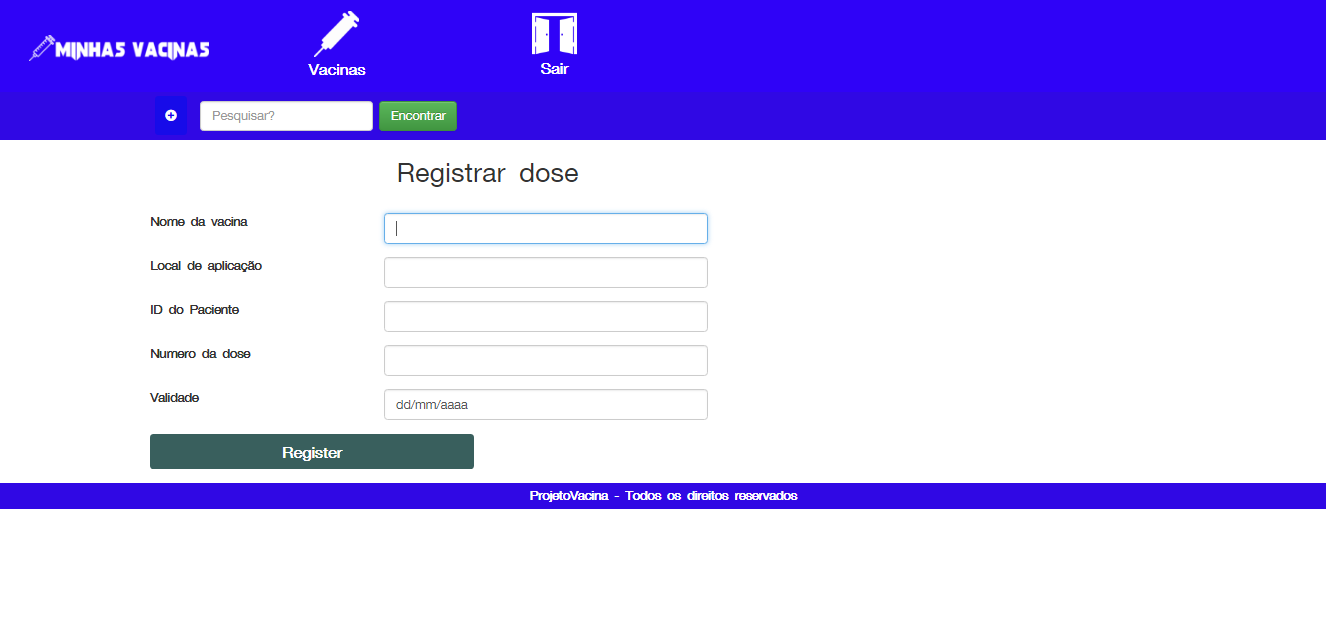 MINHAS VACINAS
Vacinas
Sair
Pesquisar?
Encontrar
Registrar dose
Nome da vacina
Local de aplicação
ID do Paciente
Numero da dose
Validade
dd/mm/aaaa
Register
ProjetoVacina - Todos os direitos reservados